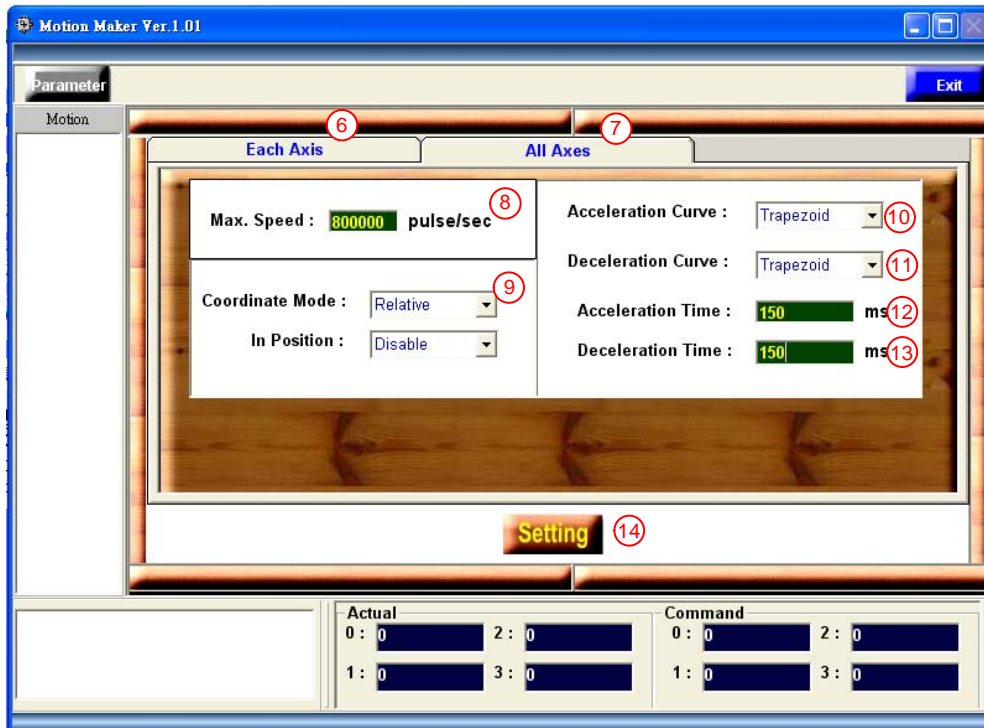 Motion Maker Ver.1.01
Parameter
Exit
Motion
6
7
Each Axis
All Axes
Max. Speed : 800000 pulse/sec
8
Coordinate Mode : Relative
9
In Position : Disable
Acceleration Curve : Trapezoid
10
Deceleration Curve : Trapezoid
11
Acceleration Time : 150 ms
12
Deceleration Time : 150 ms
13
Setting
14
Actual
0 : 0 2 : 0
1 : 0 3 : 0
Command
0 : 0 2 : 0
1 : 0 3 : 0